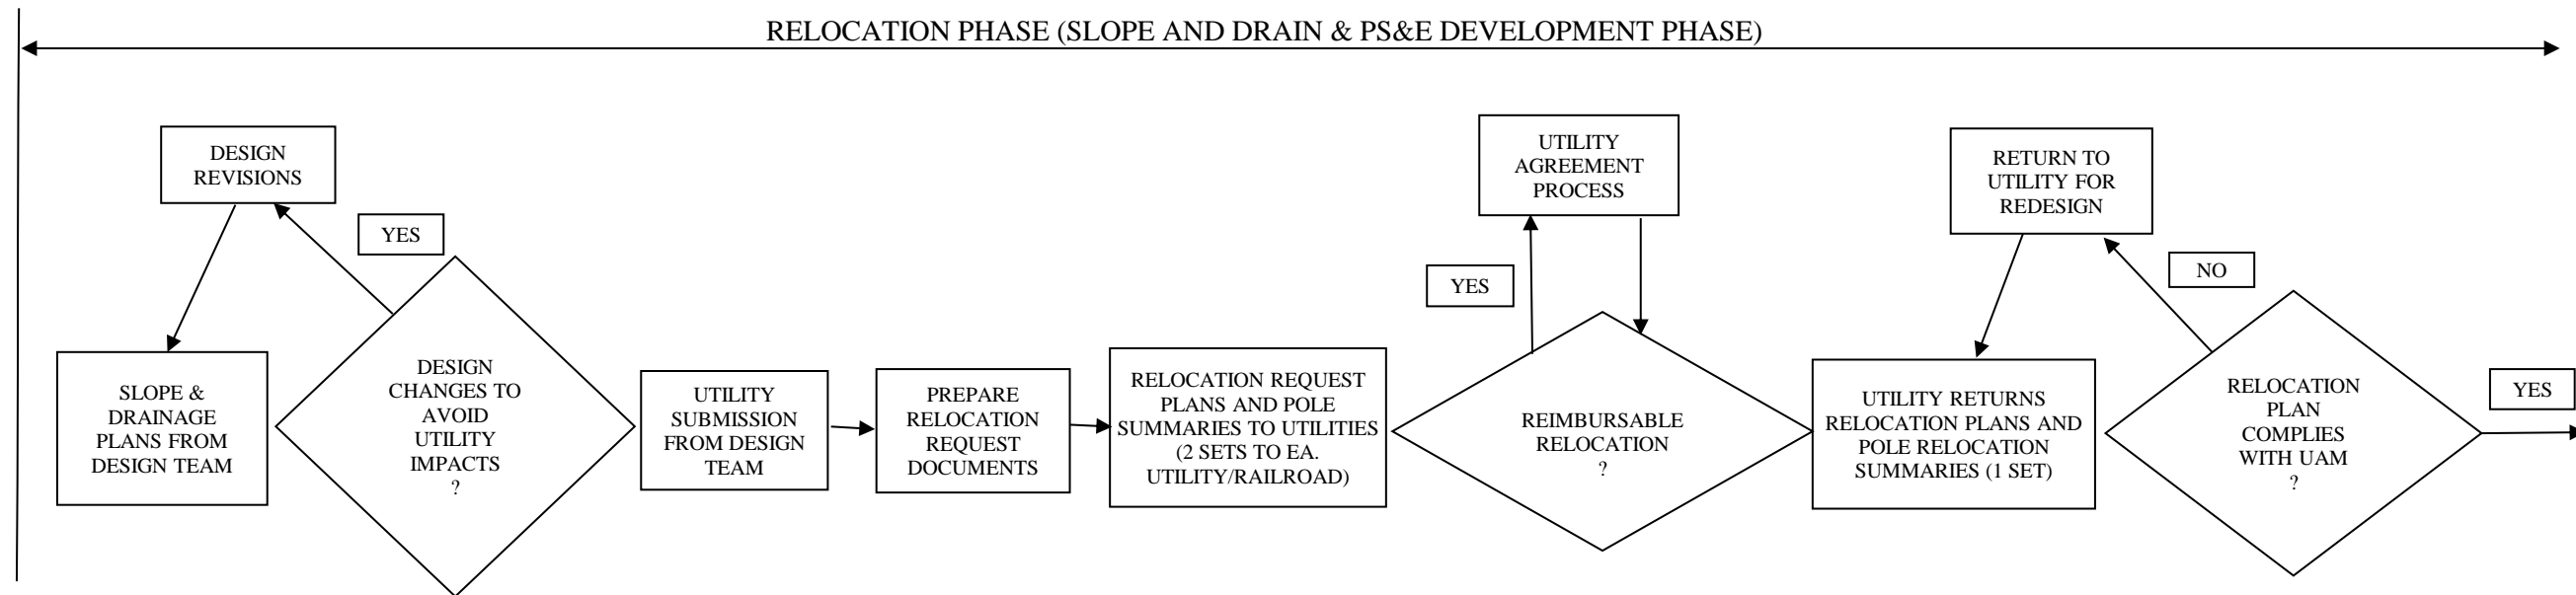 RELOCATION PHASE (SLOPE AND DRAIN & PS&E DEVELOPMENT PHASE)
DESIGN
REVISIONS
YES
SLOPE &
DRAINAGE
PLANS FROM
DESIGN TEAM
DESIGN
CHANGES TO
AVOID
UTILITY
IMPACTS
?
UTILITY
SUBMISSION
FROM DESIGN
TEAM
PREPARE
RELOCATION
REQUEST
DOCUMENTS
RELOCATION REQUEST
PLANS AND POLE
SUMMARIES TO UTILITIES
(2 SETS TO EA.
UTILITY/RAILROAD)
UTILITY
AGREEMENT
PROCESS
YES
REIMBURSABLE
RELOCATION
?
RETURN TO
UTILITY FOR
REDESIGN
NO
UTILITY RETURNS
RELOCATION PLANS AND
POLE RELOCATION
SUMMARIES (1 SET)
RELOCATION
PLAN
COMPLIES
WITH UAM
?
YES